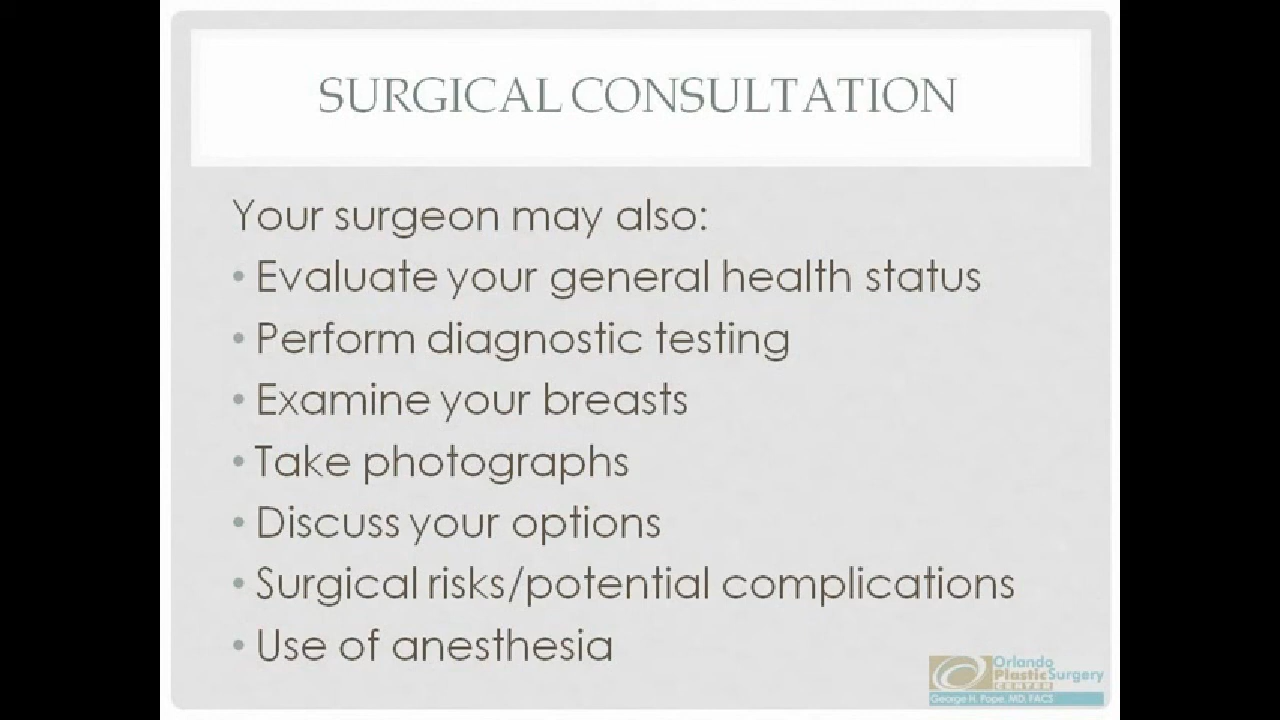 SURGICAL CONSULTATION
Your surgeon may also:
• Evaluate your general health status
• Perform diagnostic testing
• Examine your breasts
• Take photographs
• Discuss your options
• Surgical risks/potential complications
• Use of anesthesia
Orlando
Plastic Surgery
CENTER
George H. Pope, MD, FACS